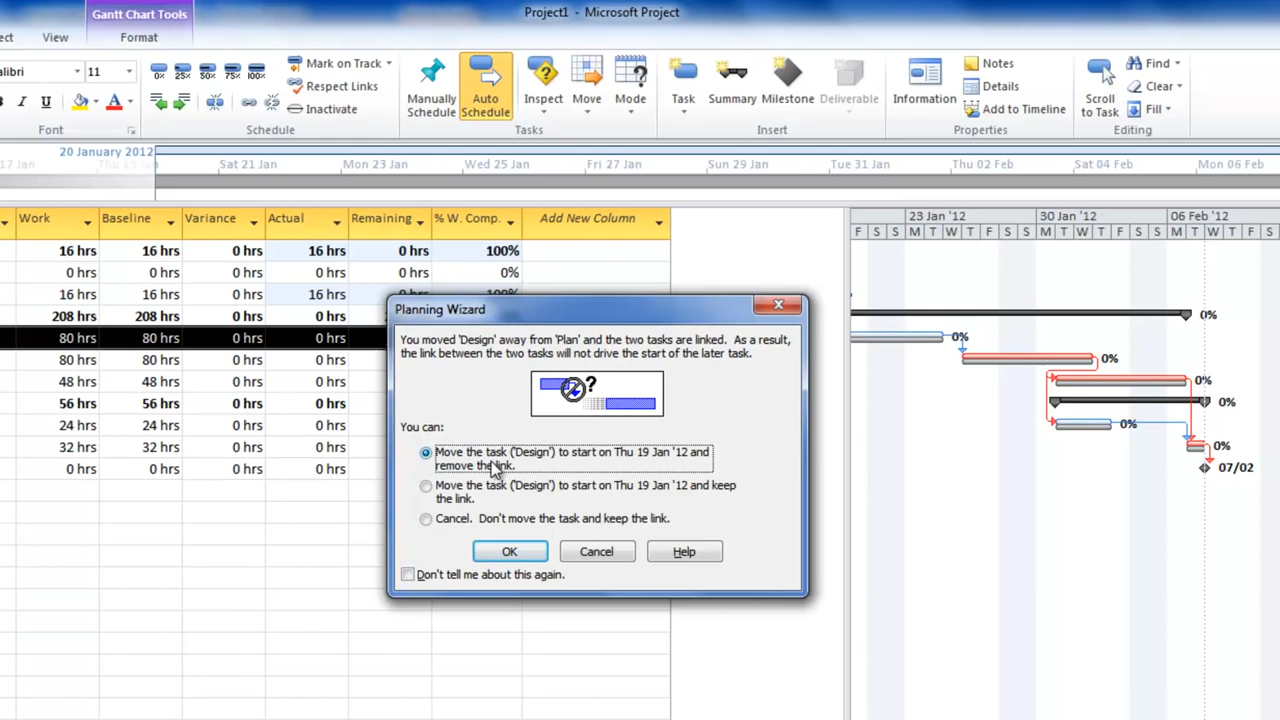 Gantt Chart Tools
Project1 - Microsoft Project
ect View Format
alibri 11
0% 25% 50% 75% 100%
Mark on Track
Respect Links
Inactivate
I U A
Manually Schedule
Auto Schedule
Inspect Move Mode
Task Summary Milestone Deliverable
Information
Notes
Details
Add to Timeline
Scroll to Task
Find
Clear
Fill
Font Schedule Tasks Insert Properties Editing
20 January 2012
17 Jan Thu 19 Jan Sat 21 Jan Mon 23 Jan Wed 25 Jan Fri 27 Jan Sun 29 Jan Tue 31 Jan Thu 02 Feb Sat 04 Feb Mon 06 Feb
Work Baseline Variance Actual Remaining % W. Comp. Add New Column
23 Jan '12 30 Jan '12 06 Feb '12
F S S M T W T F S S M T W T F S S M T W T F S
16 hrs 16 hrs 0 hrs 16 hrs 0 hrs 100%
0 hrs 0 hrs 0 hrs 0 hrs 0 hrs 0%
16 hrs 16 hrs 0 hrs 16 hrs 0 hrs 100%
208 hrs 208 hrs 0 hrs 0%
80 hrs 80 hrs 0 hrs 0%
80 hrs 80 hrs 0 hrs 0%
48 hrs 48 hrs 0 hrs 0%
56 hrs 56 hrs 0 hrs 0%
24 hrs 24 hrs 0 hrs 0%
32 hrs 32 hrs 0 hrs 0%
0 hrs 0 hrs 0 hrs 07/02
Planning Wizard
You moved 'Design' away from 'Plan' and the two tasks are linked. As a result,
the link between the two tasks will not drive the start of the later task.
?
You can:
Move the task ('Design') to start on Thu 19 Jan '12 and
remove the link.
Move the task ('Design') to start on Thu 19 Jan '12 and keep
the link.
Cancel. Don't move the task and keep the link.
OK Cancel Help
Don't tell me about this again.